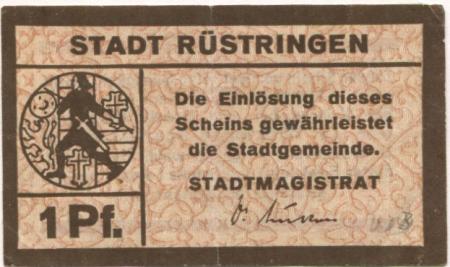 STADT RÜSTRINGEN
Die Einlösung dieses
Scheins gewährleistet
die Stadtgemeinde.
STADTMAGISTRAT
1 Pf.